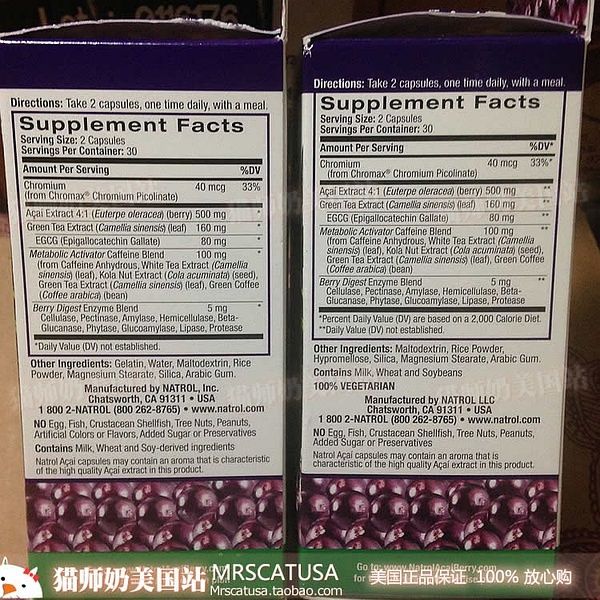 Directions: Take 2 capsules, one time daily, with a meal.
Supplement Facts
Serving Size: 2 Capsules
Servings Per Container: 30
Amount Per Serving %DV
Chromium 40 mcg 33%
(from Chromax® Chromium Picolinate)
Açaí Extract 4:1 (Euterpe oleracea) (berry) 500 mg *
Green Tea Extract (Camellia sinensis) (leaf) 160 mg *
EGCG (Epigallocatechin Gallate) 80 mg *
Metabolic Activator Caffeine Blend 100 mg *
(from Caffeine Anhydrous, White Tea Extract (Camellia
sinensis) (leaf), Kola Nut Extract (Cola acuminata) (seed),
Green Tea Extract (Camellia sinensis) (leaf), Green Coffee
(Coffee arabica) (bean)
Berry Digest Enzyme Blend 5 mg *
Cellulase, Pectinase, Amylase, Hemicellulase, Beta-
Glucanase, Phytase, Glucoamylase, Lipase, Protease
*Daily Value (DV) not established.
Other Ingredients: Gelatin, Water, Maltodextrin, Rice
Powder, Magnesium Stearate, Silica, Arabic Gum.
Manufactured by NATROL, Inc.
Chatsworth, CA 91311 • USA
1 800 2-NATROL (800 262-8765) • www.natrol.com
NO Egg, Fish, Crustacean Shellfish, Tree Nuts, Peanuts,
Artificial Colors or Flavors, Added Sugar or Preservatives
Contains Milk, Wheat and Soy-derived ingredients
Natrol Açaí capsules may contain an aroma that is characteristic
of the high quality Açaí extract in this product.
Directions: Take 2 capsules, one time daily, with a meal.
Supplement Facts
Serving Size: 2 Capsules
Servings Per Container: 30
Amount Per Serving %DV*
Chromium 40 mcg 33%*
(from Chromax® Chromium Picolinate)
Açaí Extract 4:1 (Euterpe oleracea) (berry) 500 mg **
Green Tea Extract (Camellia sinensis) (leaf) 160 mg **
EGCG (Epigallocatechin Gallate) 80 mg **
Metabolic Activator Caffeine Blend 100 mg **
(from Caffeine Anhydrous, White Tea Extract (Camellia
sinensis) (leaf), Kola Nut Extract (Cola acuminata) (seed),
Green Tea Extract (Camellia sinensis) (leaf), Green Coffee
(Coffee arabica) (bean)
Berry Digest Enzyme Blend 5 mg **
Cellulase, Pectinase, Amylase, Hemicellulase, Beta-
Glucanase, Phytase, Glucoamylase, Lipase, Protease
*Percent Daily Value (DV) are based on a 2,000 Calorie Diet.
**Daily Value (DV) not established.
Other Ingredients: Maltodextrin, Rice Powder,
Hypromellose, Silica, Magnesium Stearate, Arabic Gum.
Contains Milk, Wheat and Soybeans
100% VEGETARIAN
Manufactured by NATROL LLC
Chatsworth, CA 91311 • USA
1 800 2-NATROL (800 262-8765) • www.natrol.com
NO Egg, Fish, Crustacean Shellfish, Tree Nuts, Peanuts,
Added Sugar or Preservatives
Natrol Açaí capsules may contain an aroma that is
characteristic of the high quality Açaí extract in this product.
Go to: www.NatrolAcaiBerry.com
猫师奶美国站 MRSCATUSA
Mrscatusa.taobao.com
美国正品保证 100% 放心购